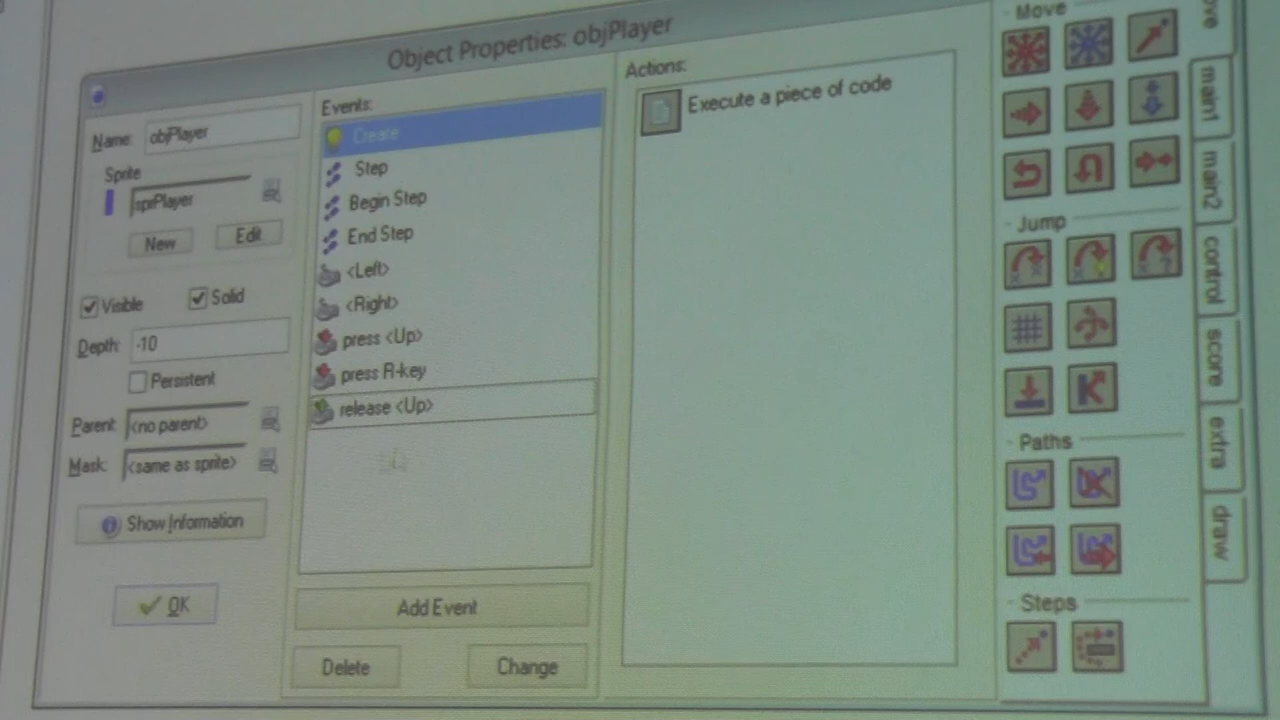 Object Properties: objPlayer
Name: objPlayer
Sprite
sprPlayer
New
Edit
Visible
Solid
Depth: -10
Persistent
Parent: <no parent>
Mask: <same as sprite>
Show Information
OK
Events:
Create
Step
Begin Step
End Step
<Left>
<Right>
press <Up>
press R-key
release <Up>
Add Event
Delete
Change
Actions:
Execute a piece of code
Move
Jump
Paths
Steps
main1
main2
control
score
extra
draw